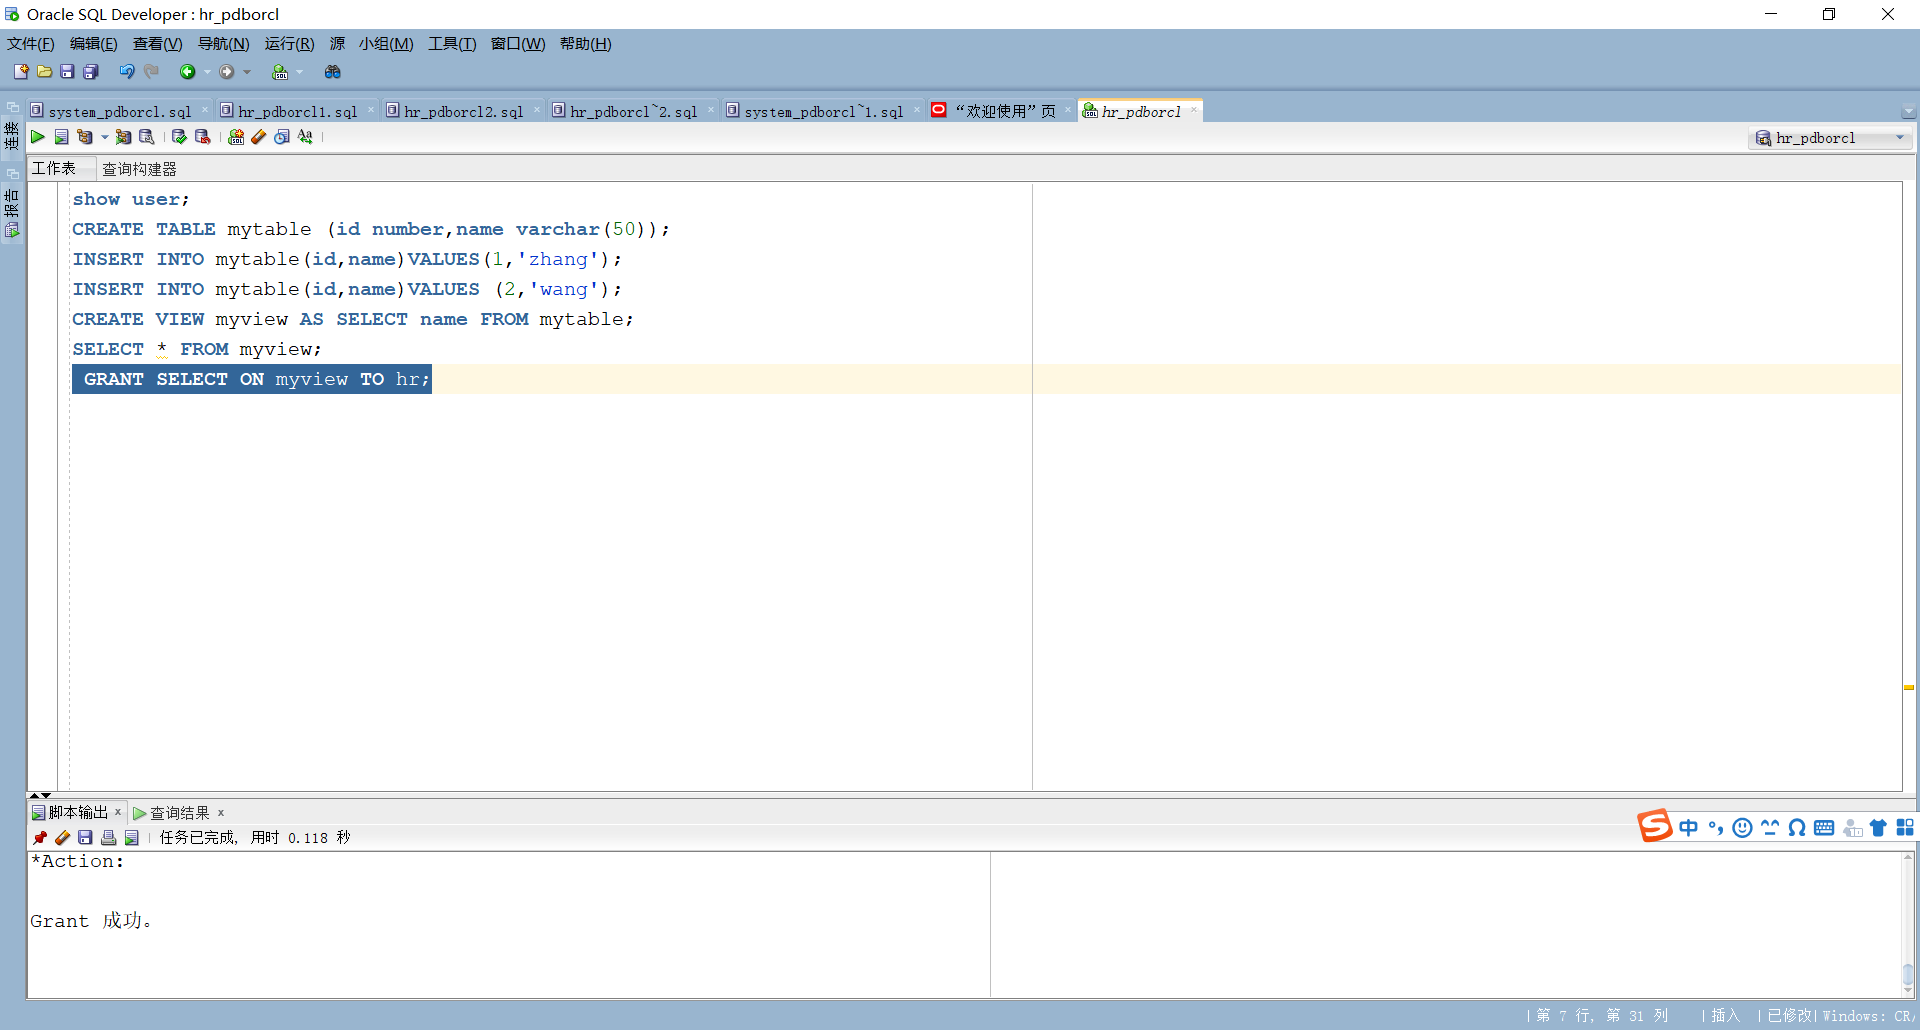 Oracle SQL Developer : hr_pdborcl
文件(F) 编辑(E) 查看(V) 导航(N) 运行(R) 源 小组(M) 工具(T) 窗口(W) 帮助(H)
system_pdborcl.sql hr_pdborcl1.sql hr_pdborcl2.sql hr_pdborcl~2.sql system_pdborcl~1.sql “欢迎使用”页 hr_pdborcl
连接
报告
hr_pdborcl
工作表 查询构建器
show user;
CREATE TABLE mytable (id number,name varchar(50));
INSERT INTO mytable(id,name)VALUES(1,'zhang');
INSERT INTO mytable(id,name)VALUES (2,'wang');
CREATE VIEW myview AS SELECT name FROM mytable;
SELECT * FROM myview;
GRANT SELECT ON myview TO hr;
脚本输出 x 查询结果 x
任务已完成, 用时 0.118 秒
中
*Action:
Grant 成功。
| 第 7 行, 第 31 列 | 插入 | 已修改| Windows: CR/